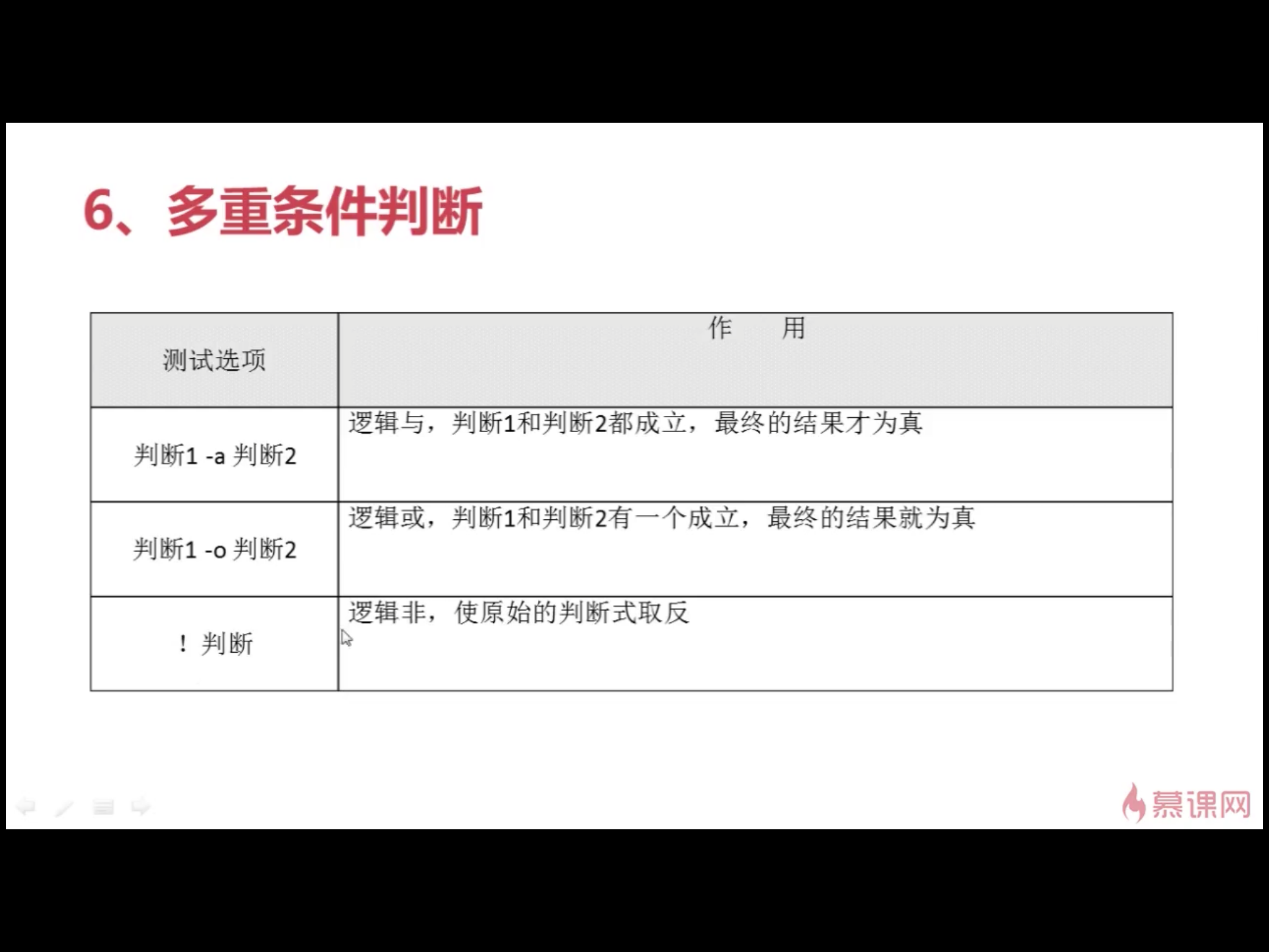 6、多重条件判断
测试选项
作 用
判断1 -a 判断2
逻辑与，判断1和判断2都成立，最终的结果才为真
判断1 -o 判断2
逻辑或，判断1和判断2有一个成立，最终的结果就为真
！判断
逻辑非，使原始的判断式取反
慕课网